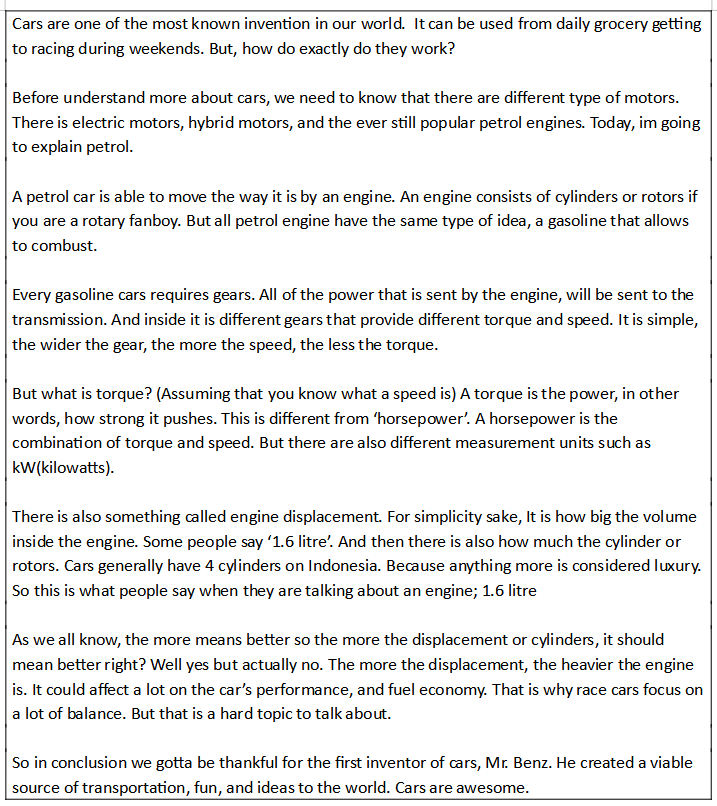 Cars are one of the most known invention in our world.  It can be used from daily grocery getting
to racing during weekends. But, how do exactly do they work?
Before understand more about cars, we need to know that there are different type of motors.
There is electric motors, hybrid motors, and the ever still popular petrol engines. Today, im going
to explain petrol.
A petrol car is able to move the way it is by an engine. An engine consists of cylinders or rotors if
you are a rotary fanboy. But all petrol engine have the same type of idea, a gasoline that allows
to combust.
Every gasoline cars requires gears. All of the power that is sent by the engine, will be sent to the
transmission. And inside it is different gears that provide different torque and speed. It is simple,
the wider the gear, the more the speed, the less the torque.
But what is torque? (Assuming that you know what a speed is) A torque is the power, in other
words, how strong it pushes. This is different from ‘horsepower’. A horsepower is the
combination of torque and speed. But there are also different measurement units such as
kW(kilowatts).
There is also something called engine displacement. For simplicity sake, It is how big the volume
inside the engine. Some people say ‘1.6 litre’. And then there is also how much the cylinder or
rotors. Cars generally have 4 cylinders on Indonesia. Because anything more is considered luxury.
So this is what people say when they are talking about an engine; 1.6 litre
As we all know, the more means better so the more the displacement or cylinders, it should
mean better right? Well yes but actually no. The more the displacement, the heavier the engine
is. It could affect a lot on the car’s performance, and fuel economy. That is why race cars focus on
a lot of balance. But that is a hard topic to talk about.
So in conclusion we gotta be thankful for the first inventor of cars, Mr. Benz. He created a viable
source of transportation, fun, and ideas to the world. Cars are awesome.